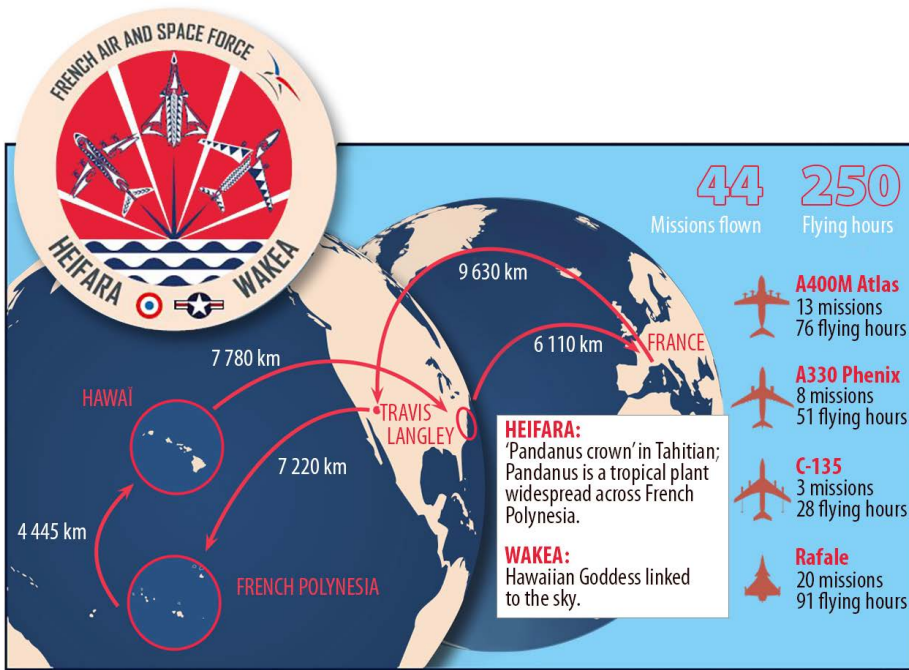 FRENCH AIR AND SPACE FORCE
HEIFARA
WAKEA
44
Missions flown
250
Flying hours
9 630 km
6 110 km
FRANCE
7 780 km
HAWAÏ
TRAVIS
LANGLEY
7 220 km
4 445 km
FRENCH POLYNESIA
HEIFARA:
‘Pandanus crown’ in Tahitian;
Pandanus is a tropical plant
widespread across French
Polynesia.
WAKEA:
Hawaiian Goddess linked
to the sky.
A400M Atlas
13 missions
76 flying hours
A330 Phenix
8 missions
51 flying hours
C-135
3 missions
28 flying hours
Rafale
20 missions
91 flying hours